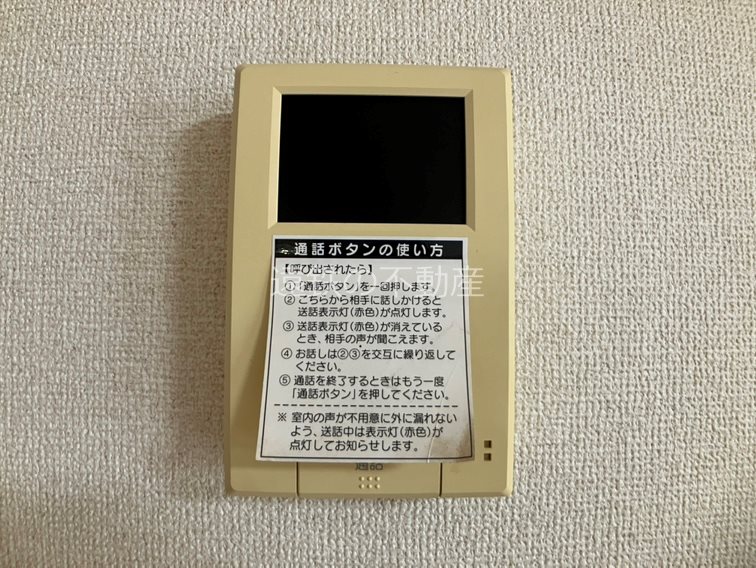 通話ボタンの使い方
【呼び出されたら】
①「通話ボタン」を一回押します。
② こちらから相手に話しかけると
送話表示灯(赤色)が点灯します。
③ 送話表示灯(赤色)が消えている
とき、相手の声が聞こえます。
④ お話しは②③を交互に繰り返して
ください。
⑤ 通話を終了するときはもう一度
「通話ボタン」を押してください。
※ 室内の声が不用意に外に漏れない
よう、送話中は表示灯(赤色)が
点灯してお知らせします。
通話